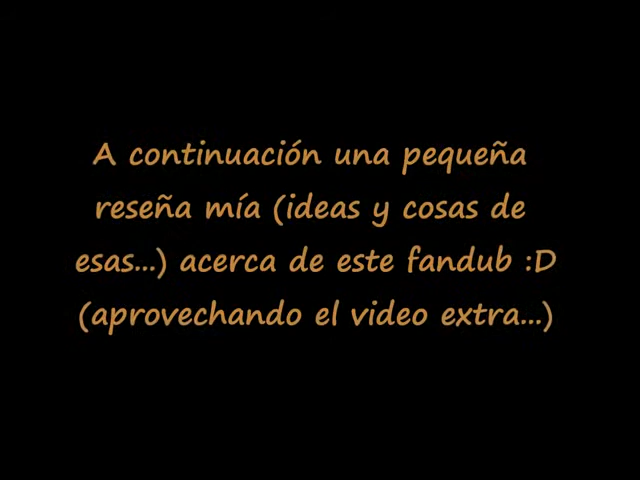 A continuación una pequeña
reseña mía (ideas y cosas de
esas...) acerca de este fandub :D
(aprovechando el video extra...)